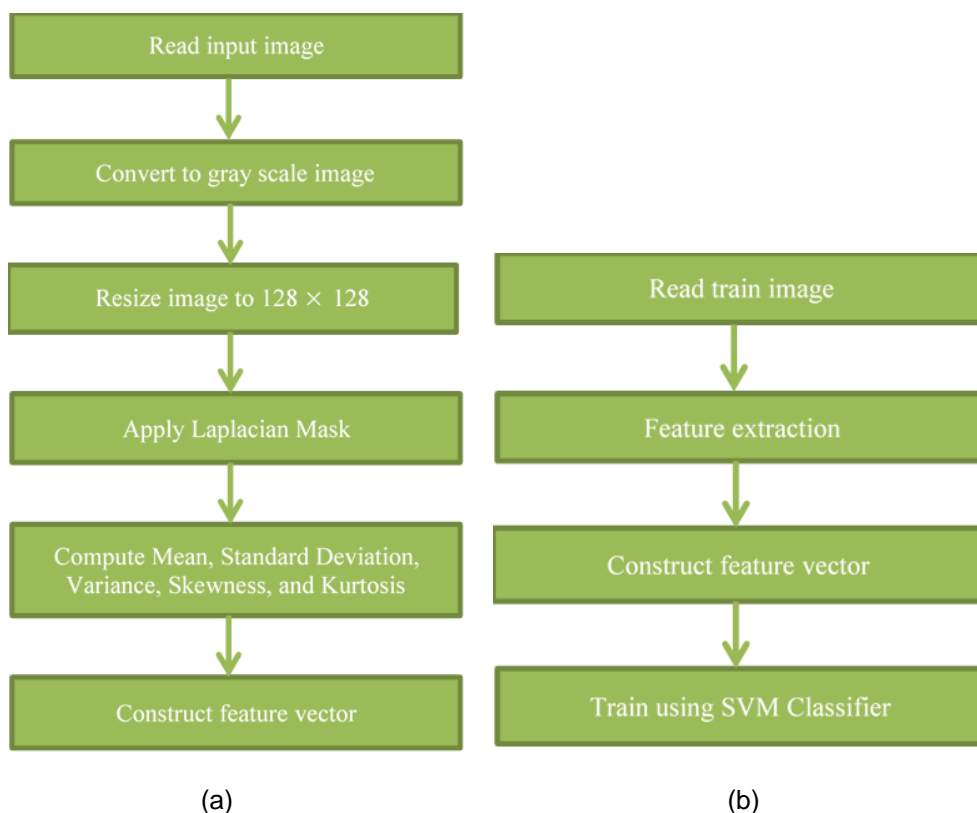 Read input image
Convert to gray scale image
Resize image to 128 × 128
Apply Laplacian Mask
Compute Mean, Standard Deviation,
Variance, Skewness, and Kurtosis
Construct feature vector
(a)
Read train image
Feature extraction
Construct feature vector
Train using SVM Classifier
(b)